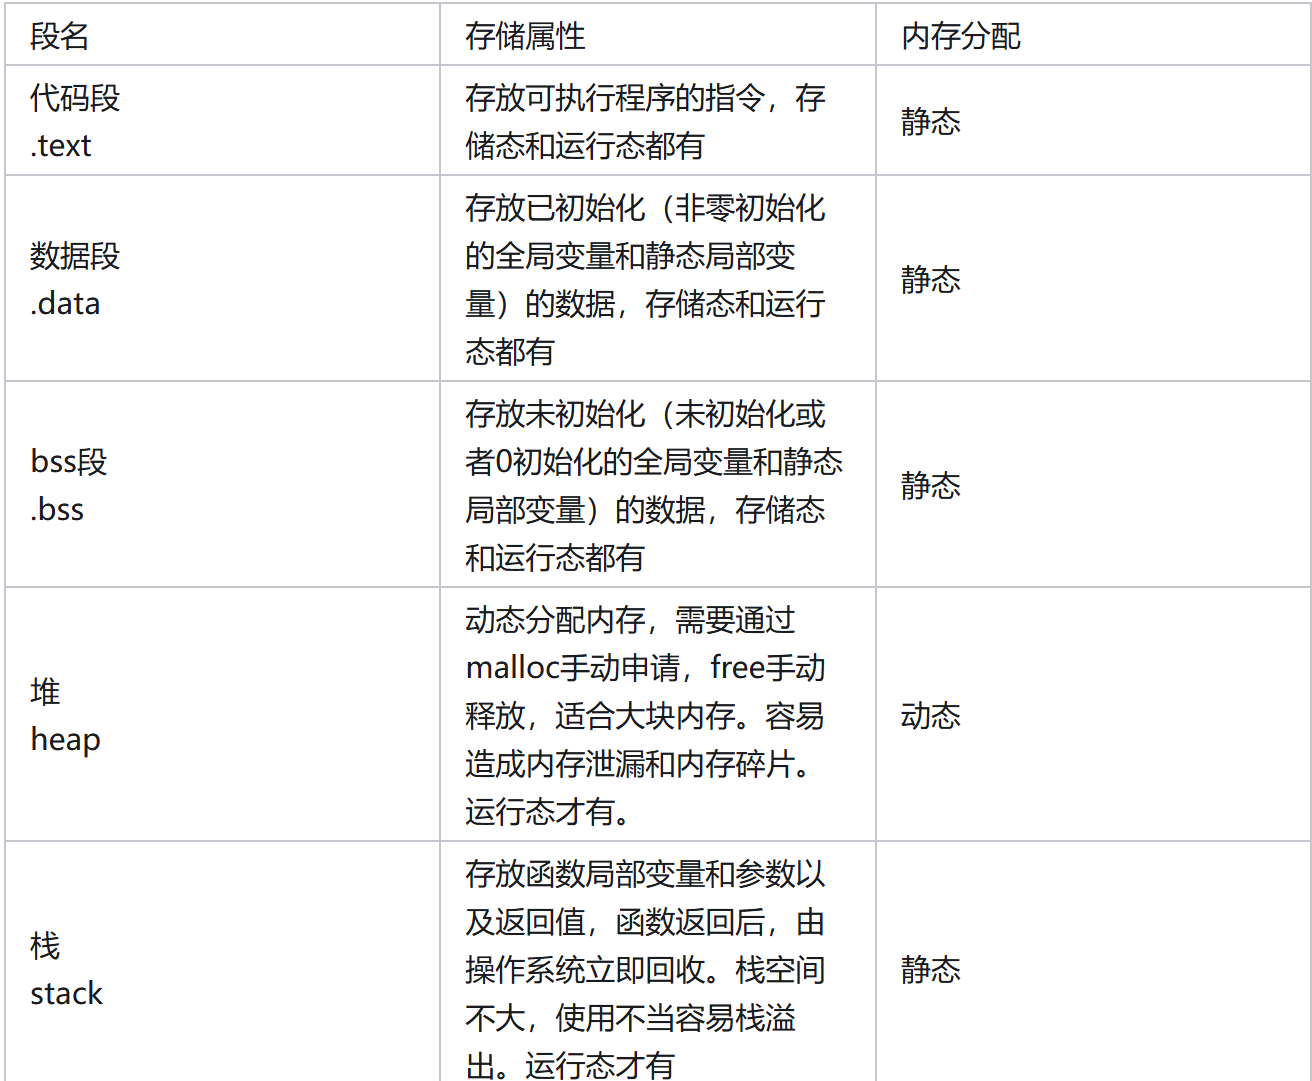 段名
存储属性
内存分配
代码段
.text
存放可执行程序的指令，存
储态和运行态都有
静态
数据段
.data
存放已初始化（非零初始化
的全局变量和静态局部变
量）的数据，存储态和运行
态都有
静态
bss段
.bss
存放未初始化（未初始化或
者0初始化的全局变量和静态
局部变量）的数据，存储态
和运行态都有
静态
堆
heap
动态分配内存，需要通过
malloc手动申请，free手动
释放，适合大块内存。容易
造成内存泄漏和内存碎片。
运行态才有。
动态
栈
stack
存放函数局部变量和参数以
及返回值，函数返回后，由
操作系统立即回收。栈空间
不大，使用不当容易栈溢
出。运行态才有
静态